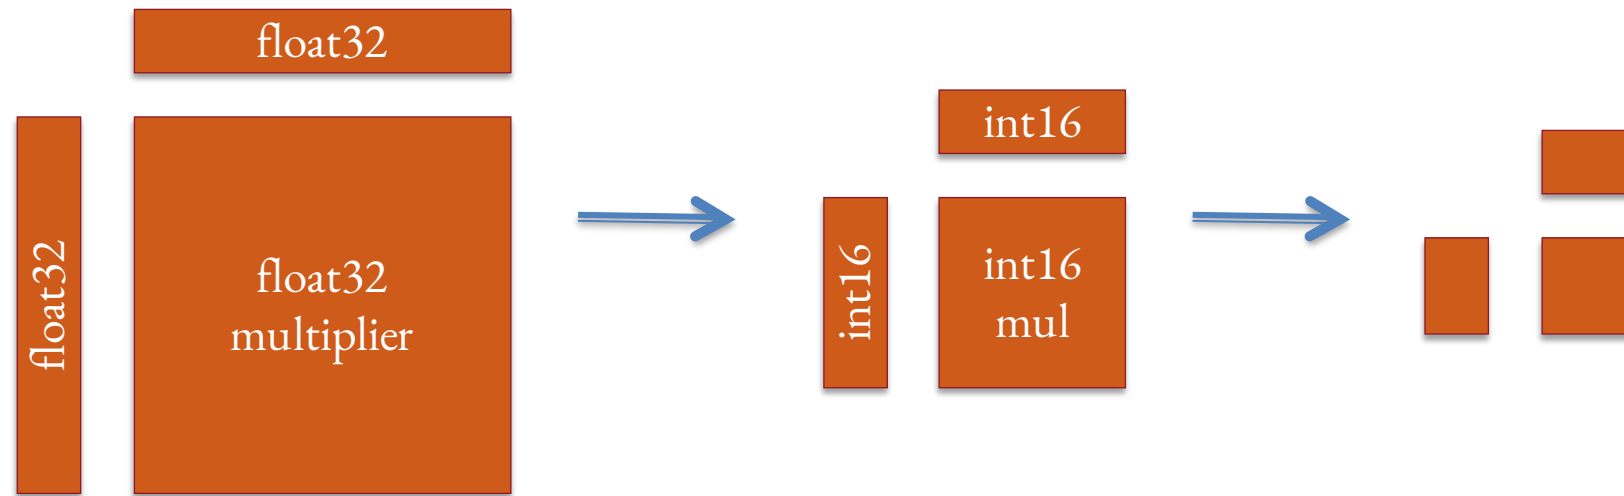 float32
float32
float32
multiplier
int16
int16
int16
mul